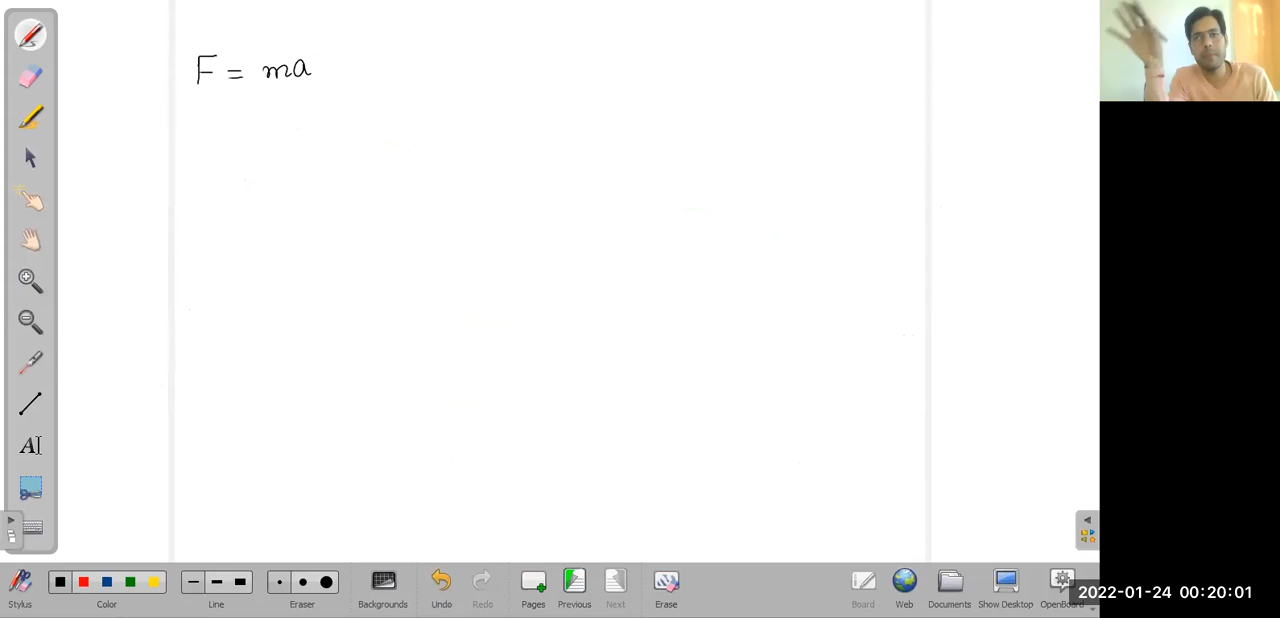 F = ma
A
Stylus
Color
Line
Eraser
Backgrounds
Undo
Redo
Pages
Previous
Next
Erase
Board
Web
Documents
Show Desktop
OpenBoard
2022-01-24 00:20:01